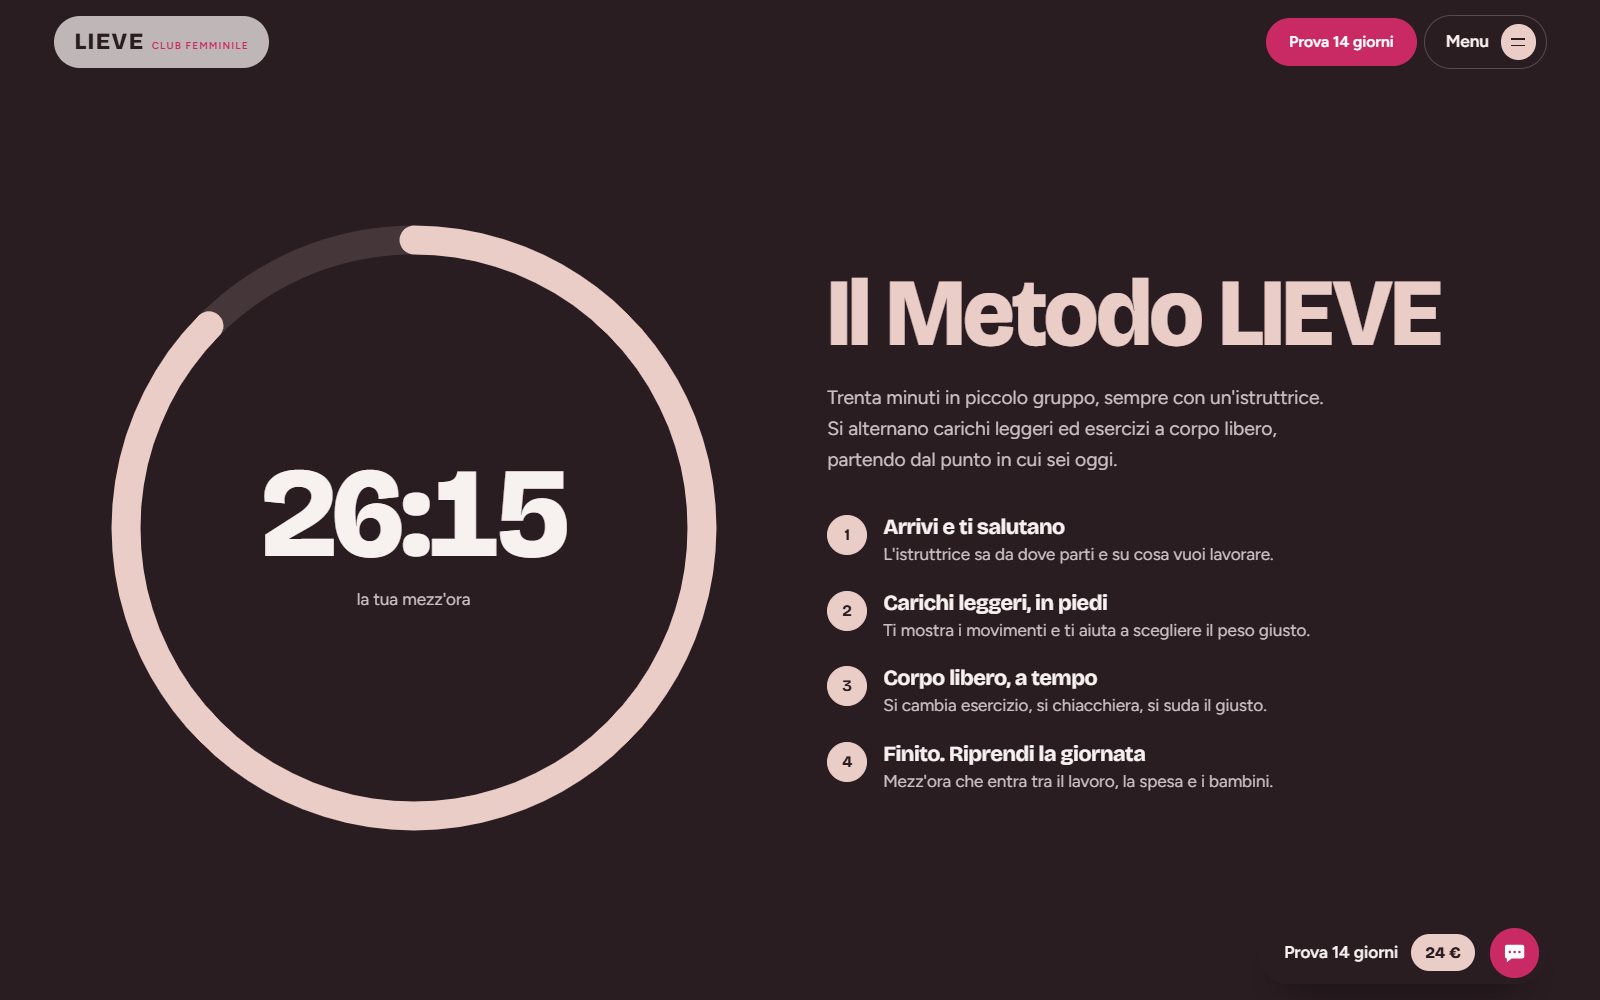 LIEVE CLUB FEMMINILE
Prova 14 giorni
Menu
26:15
la tua mezz'ora
Il Metodo LIEVE
Trenta minuti in piccolo gruppo, sempre con un'istruttrice.
Si alternano carichi leggeri ed esercizi a corpo libero,
partendo dal punto in cui sei oggi.
1
Arrivi e ti salutano
L'istruttrice sa da dove parti e su cosa vuoi lavorare.
2
Carichi leggeri, in piedi
Ti mostra i movimenti e ti aiuta a scegliere il peso giusto.
3
Corpo libero, a tempo
Si cambia esercizio, si chiacchiera, si suda il giusto.
4
Finito. Riprendi la giornata
Mezz'ora che entra tra il lavoro, la spesa e i bambini.
Prova 14 giorni 24 €